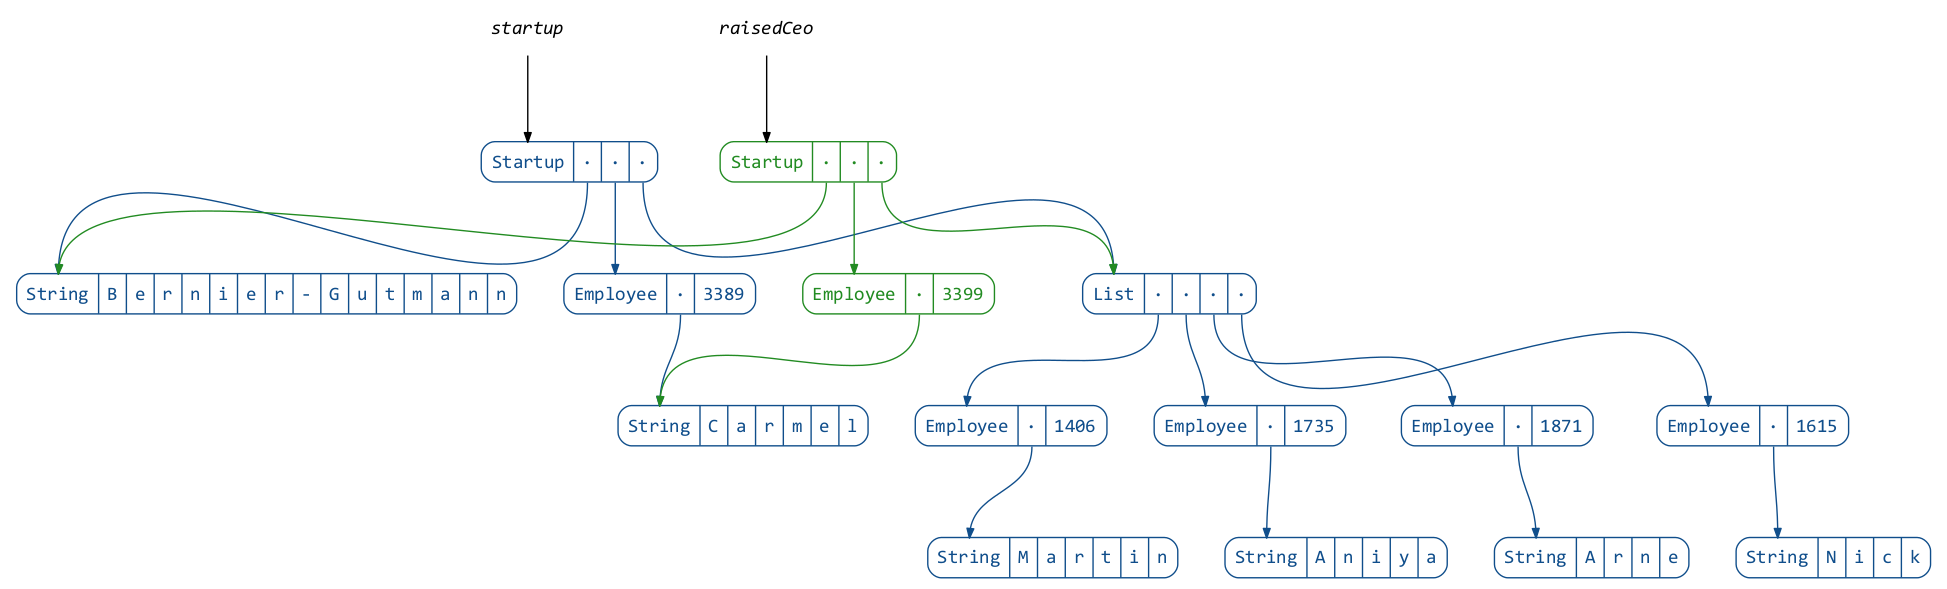 startup raisedCeo
Startup · · · Startup · · ·
String B e r n i e r - G u t m a n n Employee · 3389 Employee · 3399 List · · · ·
String C a r m e l Employee · 1406 Employee · 1735 Employee · 1871 Employee · 1615
String M a r t i n String A n i y a String A r n e String N i c k